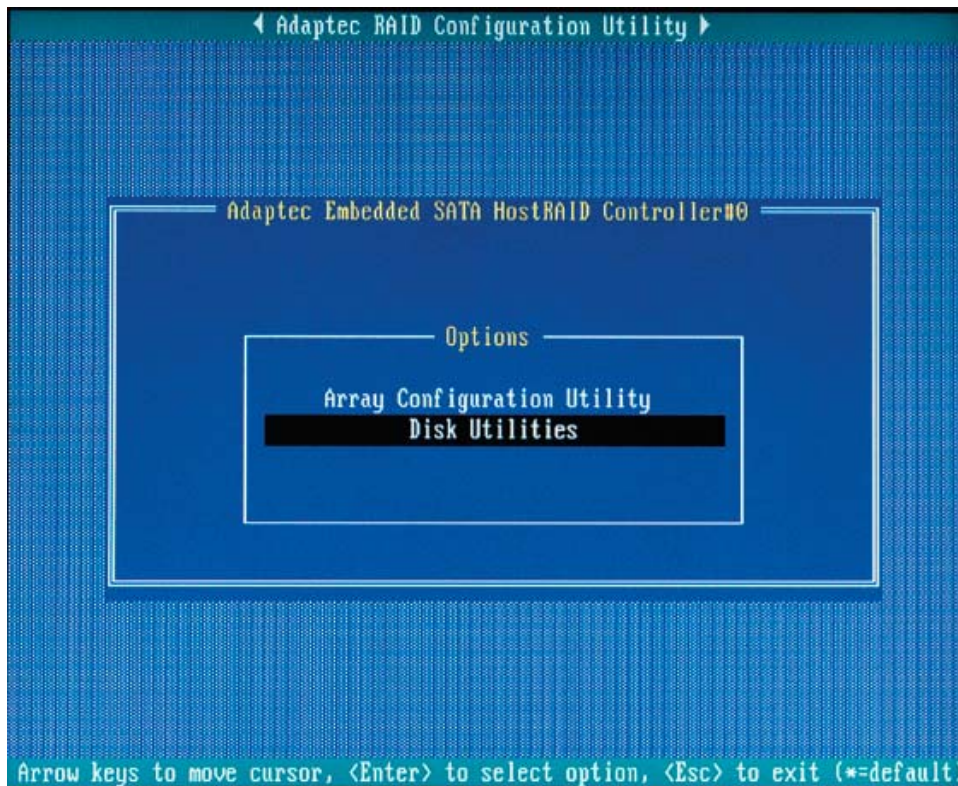 Adaptec RAID Configuration Utility
Adaptec Embedded SATA HostRAID Controller#0
Options
Array Configuration Utility
Disk Utilities
Arrow keys to move cursor, <Enter> to select option, <Esc> to exit (*=default)